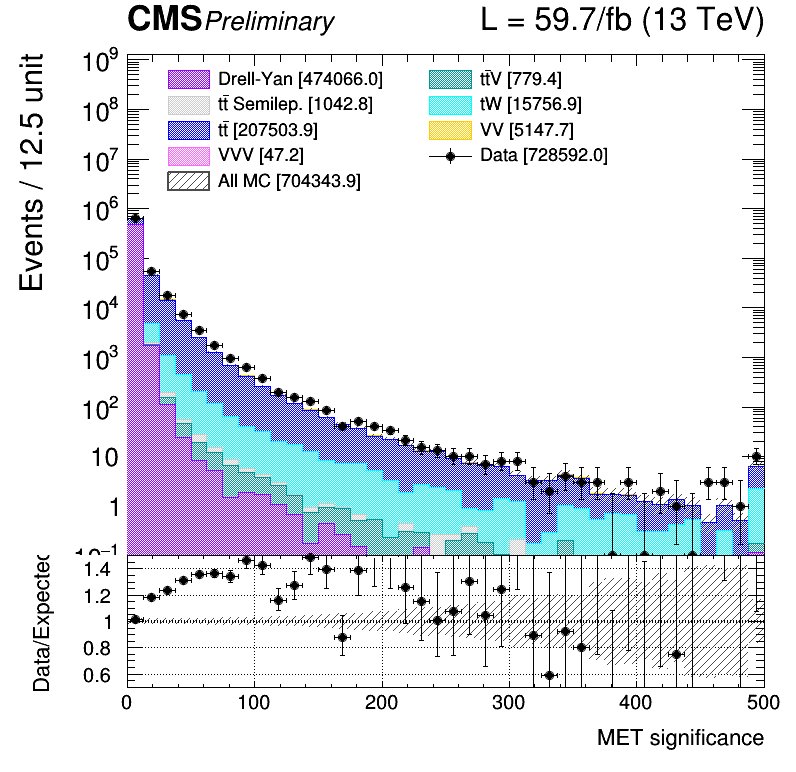 CMS Preliminary L = 59.7/fb (13 TeV)
Events / 12.5 unit
10⁹
10⁸
10⁷
10⁶
10⁵
10⁴
10³
10²
10
1
10⁻¹
Drell-Yan [474066.0]
tt̄ Semilep. [1042.8]
tt̄ [207503.9]
VVV [47.2]
All MC [704343.9]
tt̄V [779.4]
tW [15756.9]
VV [5147.7]
Data [728592.0]
Data/Expected
1.4
1.2
1
0.8
0.6
0 100 200 300 400 500
MET significance